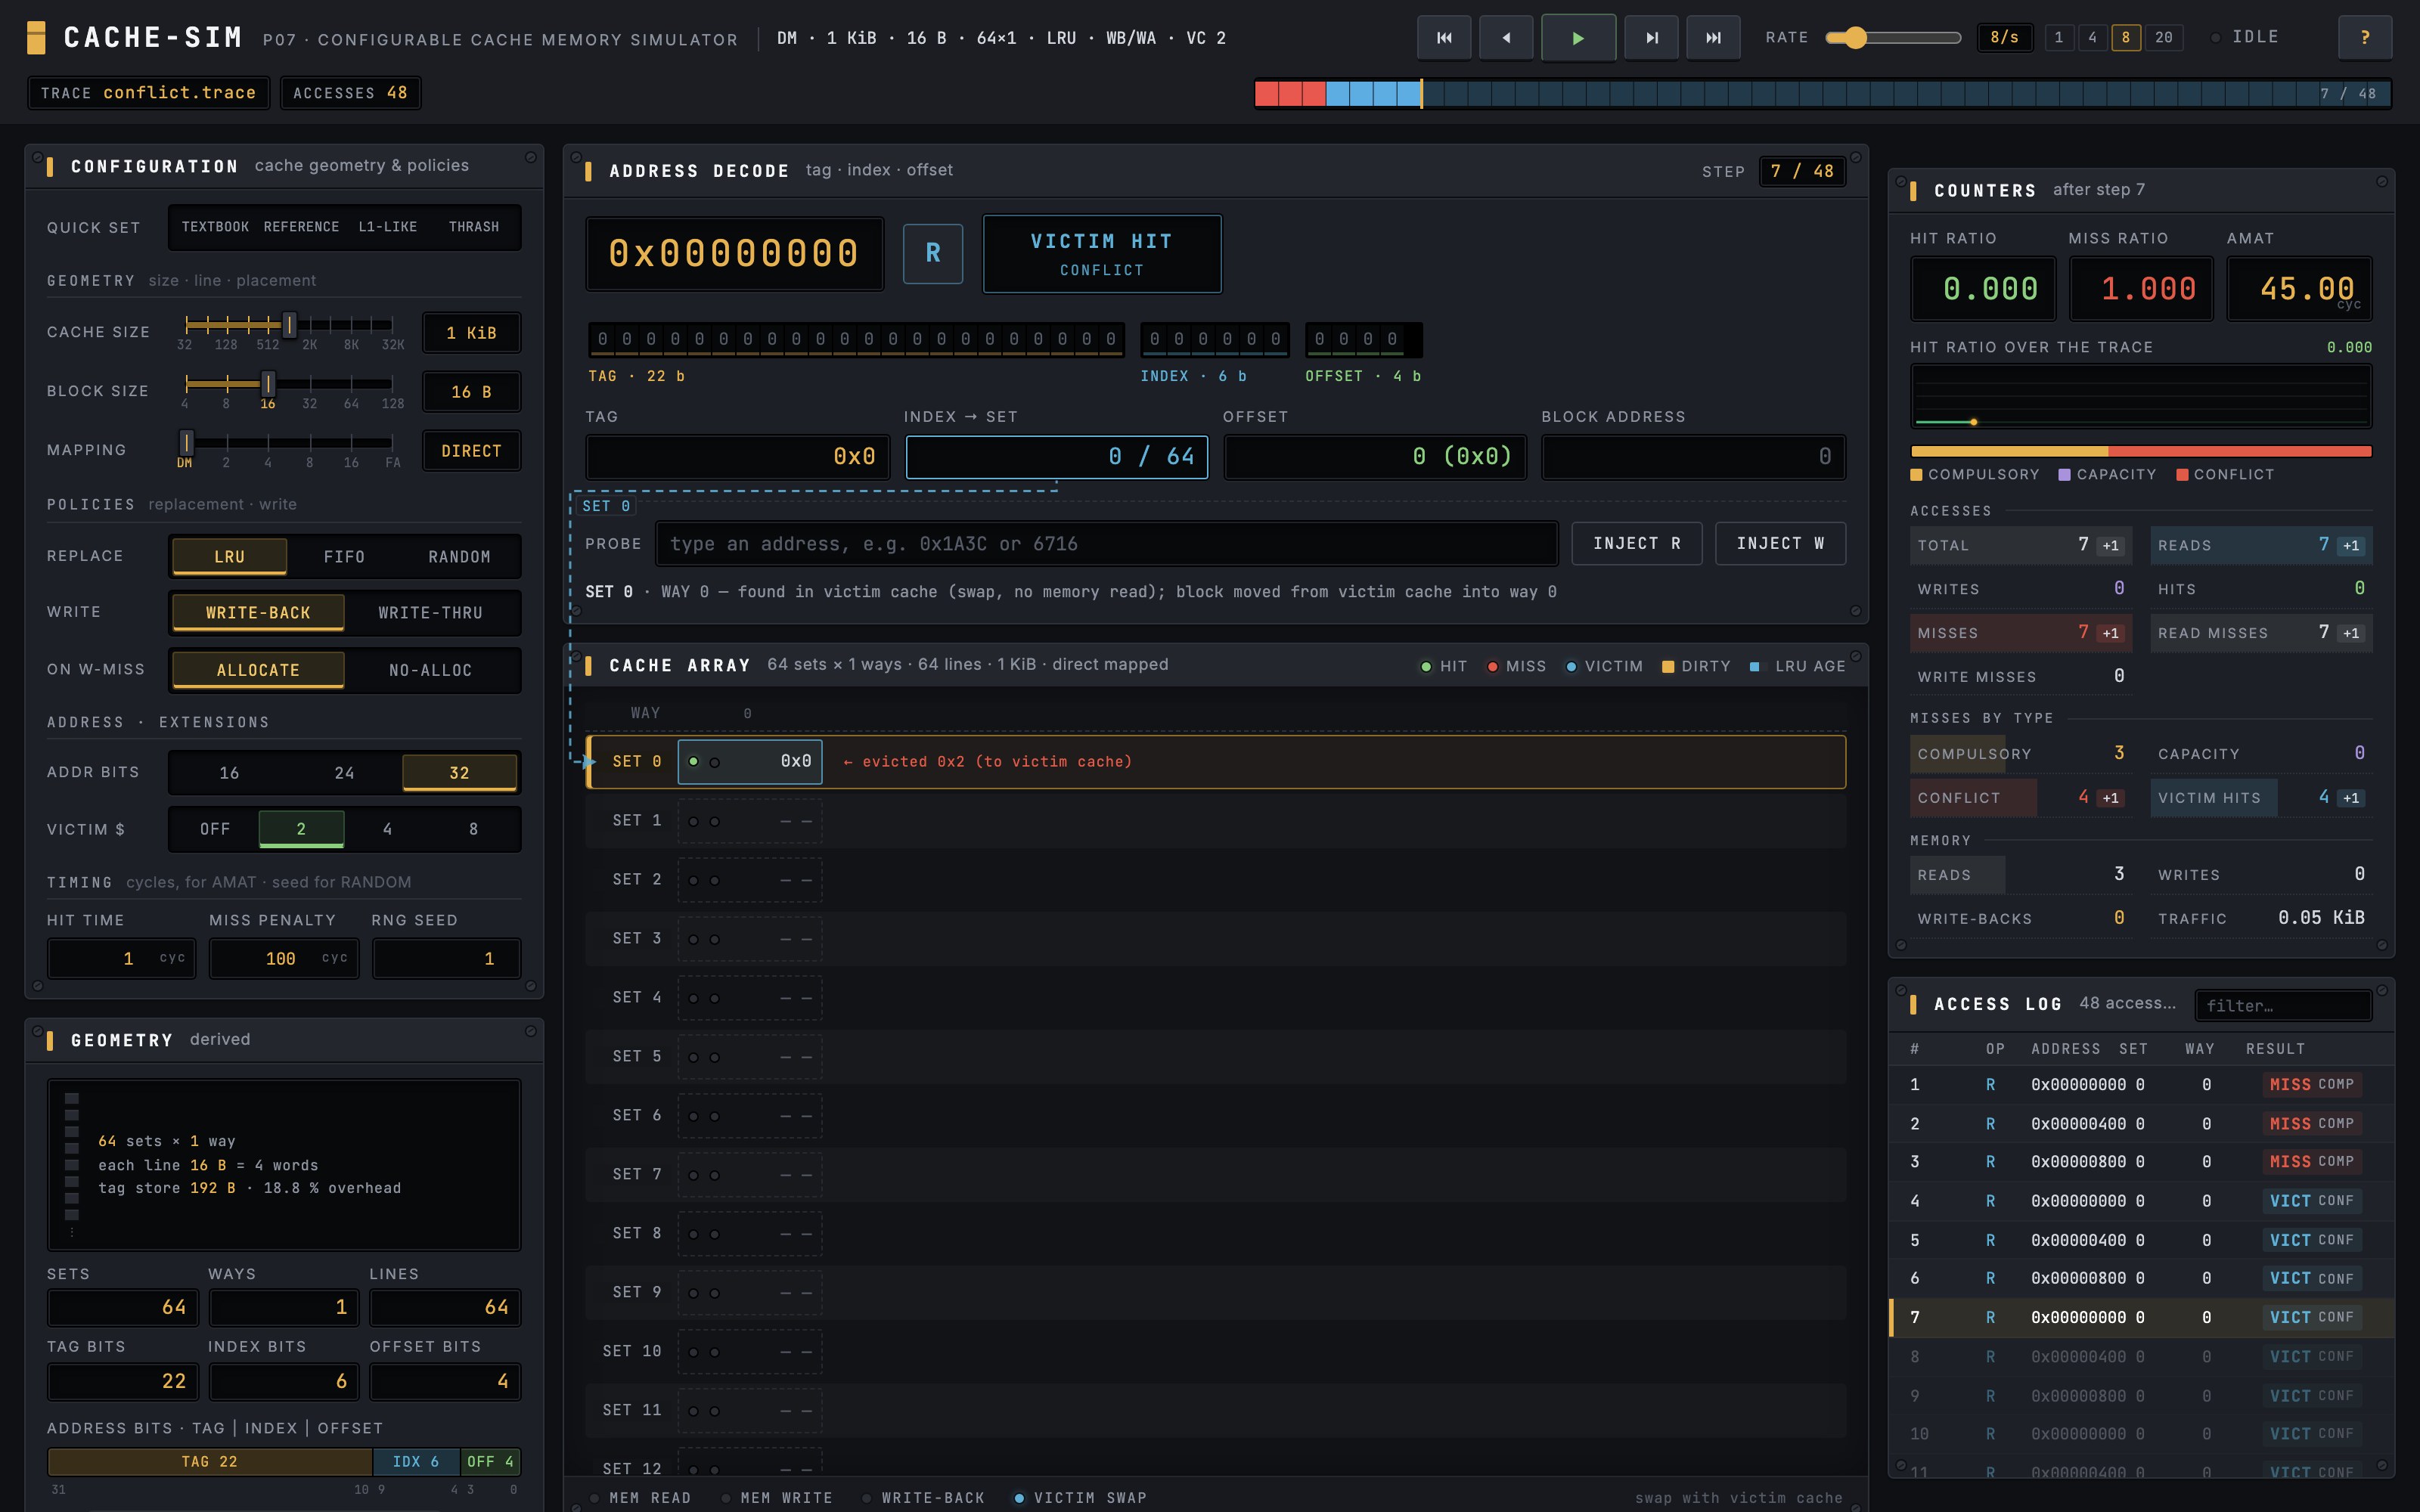 CACHE-SIM P07 · CONFIGURABLE CACHE MEMORY SIMULATOR DM · 1 KiB · 16 B · 64×1 · LRU · WB/WA · VC 2 RATE 8/s 1 4 8 20 IDLE ?
TRACE conflict.trace ACCESSES 48 7 / 48
CONFIGURATION cache geometry & policies
QUICK SET TEXTBOOK REFERENCE L1-LIKE THRASH
GEOMETRY size · line · placement
CACHE SIZE 1 KiB
32 128 512 2K 8K 32K
BLOCK SIZE 16 B
4 8 16 32 64 128
MAPPING DIRECT
DM 2 4 8 16 FA
POLICIES replacement · write
REPLACE LRU FIFO RANDOM
WRITE WRITE-BACK WRITE-THRU
ON W-MISS ALLOCATE NO-ALLOC
ADDRESS · EXTENSIONS
ADDR BITS 16 24 32
VICTIM $ OFF 2 4 8
TIMING cycles, for AMAT · seed for RANDOM
HIT TIME MISS PENALTY RNG SEED
1 cyc 100 cyc 1
GEOMETRY derived
64 sets × 1 way
each line 16 B = 4 words
tag store 192 B · 18.8 % overhead
⋮
SETS WAYS LINES
64 1 64
TAG BITS INDEX BITS OFFSET BITS
22 6 4
ADDRESS BITS · TAG | INDEX | OFFSET
TAG 22 IDX 6 OFF 4
31 10 9 4 3 0
ADDRESS DECODE tag · index · offset STEP 7 / 48
0x00000000 R VICTIM HIT
CONFLICT
0 0 0 0 0 0 0 0 0 0 0 0 0 0 0 0 0 0 0 0 0 0 0 0 0 0 0 0 0
TAG · 22 b INDEX · 6 b OFFSET · 4 b
TAG INDEX → SET OFFSET BLOCK ADDRESS
0x0 0 / 64 0 (0x0) 0
SET 0
PROBE type an address, e.g. 0x1A3C or 6716 INJECT R INJECT W
SET 0 · WAY 0 — found in victim cache (swap, no memory read); block moved from victim cache into way 0
CACHE ARRAY 64 sets × 1 ways · 64 lines · 1 KiB · direct mapped HIT MISS VICTIM DIRTY LRU AGE
WAY 0
SET 0 0x0 ← evicted 0x2 (to victim cache)
SET 1 — —
SET 2 — —
SET 3 — —
SET 4 — —
SET 5 — —
SET 6 — —
SET 7 — —
SET 8 — —
SET 9 — —
SET 10 — —
SET 11 — —
SET 12 — —
MEM READ MEM WRITE WRITE-BACK VICTIM SWAP swap with victim cache
COUNTERS after step 7
HIT RATIO MISS RATIO AMAT
0.000 1.000 45.00 cyc
HIT RATIO OVER THE TRACE 0.000
COMPULSORY CAPACITY CONFLICT
ACCESSES
TOTAL 7 +1 READS 7 +1
WRITES 0 HITS 0
MISSES 7 +1 READ MISSES 7 +1
WRITE MISSES 0
MISSES BY TYPE
COMPULSORY 3 CAPACITY 0
CONFLICT 4 +1 VICTIM HITS 4 +1
MEMORY
READS 3 WRITES 0
WRITE-BACKS 0 TRAFFIC 0.05 KiB
ACCESS LOG 48 access… filter…
# OP ADDRESS SET WAY RESULT
1 R 0x00000000 0 0 MISS COMP
2 R 0x00000400 0 0 MISS COMP
3 R 0x00000800 0 0 MISS COMP
4 R 0x00000000 0 0 VICT CONF
5 R 0x00000400 0 0 VICT CONF
6 R 0x00000800 0 0 VICT CONF
7 R 0x00000000 0 0 VICT CONF
8 R 0x00000400 0 0 VICT CONF
9 R 0x00000800 0 0 VICT CONF
10 R 0x00000000 0 0 VICT CONF
11 R 0x00000400 0 0 VICT CONF